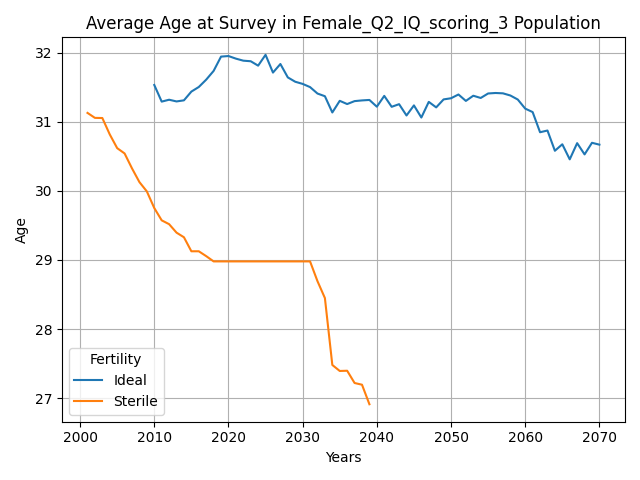 Average Age at Survey in Female_Q2_IQ_scoring_3 Population
32
31
30
29
28
27
Age
Fertility
Ideal
Sterile
2000 2010 2020 2030 2040 2050 2060 2070
Years